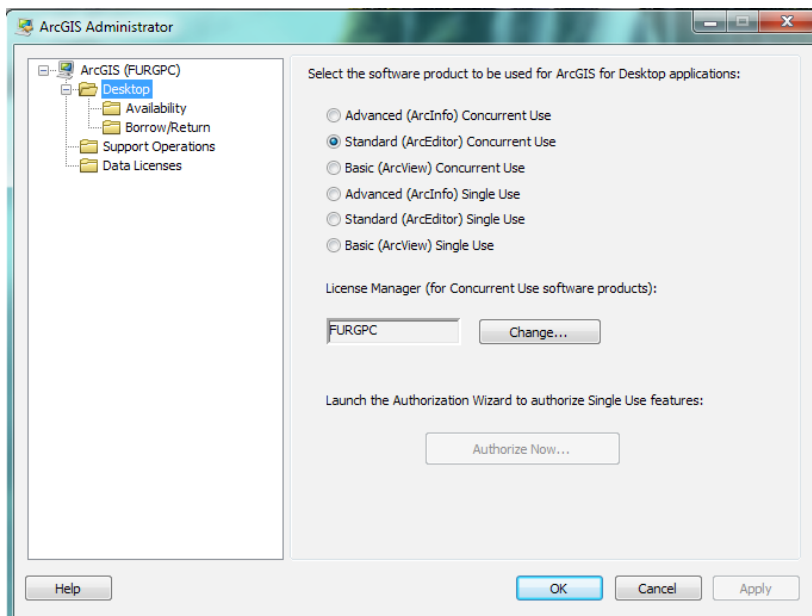 ArcGIS Administrator
ArcGIS (FURGPC)
Desktop
Availability
Borrow/Return
Support Operations
Data Licenses
Select the software product to be used for ArcGIS for Desktop applications:
Advanced (ArcInfo) Concurrent Use
Standard (ArcEditor) Concurrent Use
Basic (ArcView) Concurrent Use
Advanced (ArcInfo) Single Use
Standard (ArcEditor) Single Use
Basic (ArcView) Single Use
License Manager (for Concurrent Use software products):
FURGPC
Change...
Launch the Authorization Wizard to authorize Single Use features:
Authorize Now...
Help
OK
Cancel
Apply